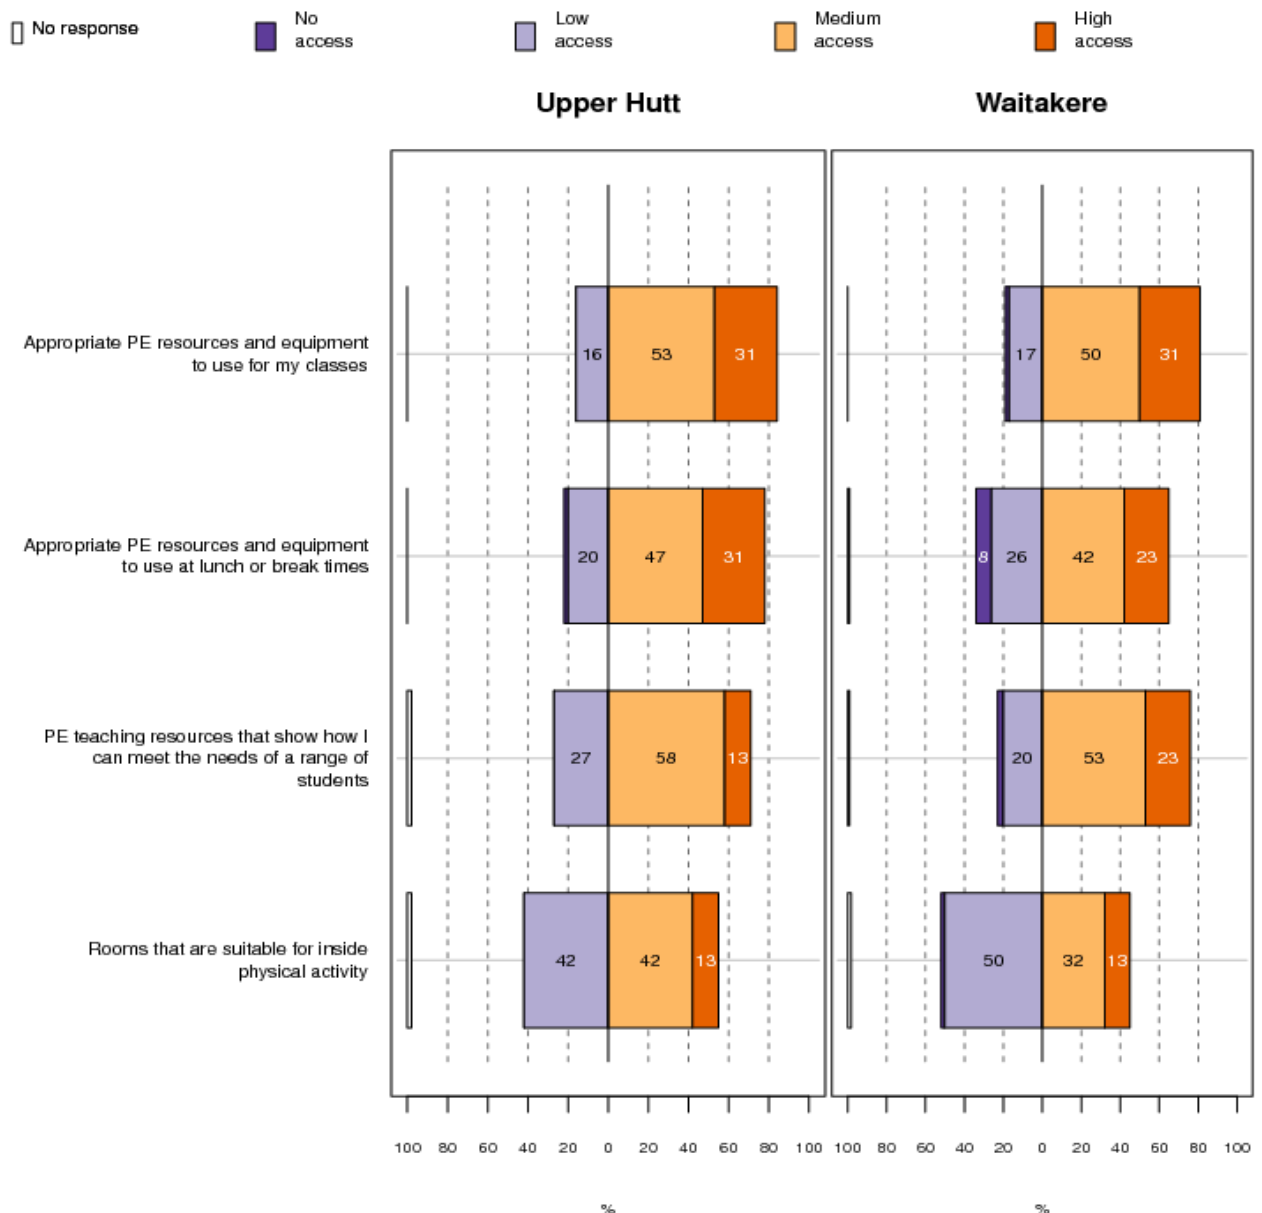 No response
No
access
Low
access
Medium
access
High
access
Upper Hutt
Waitakere
Appropriate PE resources and equipment
to use for my classes
16 53 31
17 50 31
Appropriate PE resources and equipment
to use at lunch or break times
20 47 31
8 26 42 23
PE teaching resources that show how I
can meet the needs of a range of
students
27 58 13
20 53 23
Rooms that are suitable for inside
physical activity
42 42 13
50 32 13
100 80 60 40 20 0 20 40 60 80 100
100 80 60 40 20 0 20 40 60 80 100
%
%